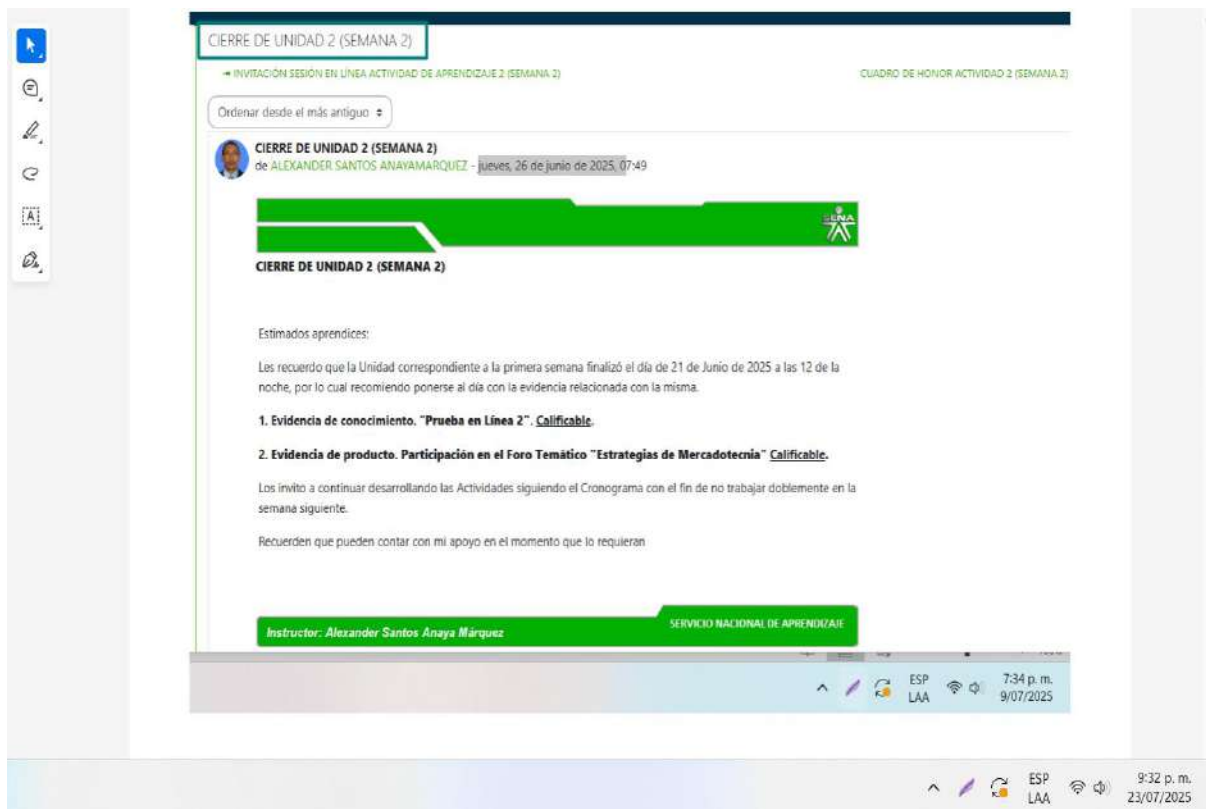 CIERRE DE UNIDAD 2 (SEMANA 2)
INVITACIÓN SESIÓN EN LÍNEA ACTIVIDAD DE APRENDIZAJE 2 (SEMANA 2)
CUADRO DE HONOR ACTIVIDAD 2 (SEMANA 2)
Ordenar desde el más antiguo
CIERRE DE UNIDAD 2 (SEMANA 2)
de ALEXANDER SANTOS ANAYAMARQUEZ - jueves, 26 de junio de 2025, 07:49
SENA
CIERRE DE UNIDAD 2 (SEMANA 2)
Estimados aprendices:
Les recuerdo que la Unidad correspondiente a la primera semana finalizó el día de 21 de Junio de 2025 a las 12 de la
noche, por lo cual recomiendo ponerse al día con la evidencia relacionada con la misma.
1. Evidencia de conocimiento. "Prueba en Línea 2". Calificable.
2. Evidencia de producto. Participación en el Foro Temático "Estrategias de Mercadotecnia" Calificable.
Los invito a continuar desarrollando las Actividades siguiendo el Cronograma con el fin de no trabajar doblemente en la
semana siguiente.
Recuerden que pueden contar con mi apoyo en el momento que lo requieran
SERVICIO NACIONAL DE APRENDIZAJE
Instructor: Alexander Santos Anaya Márquez
ESP
LAA
7:34 p. m.
9/07/2025
ESP
LAA
9:32 p. m.
23/07/2025